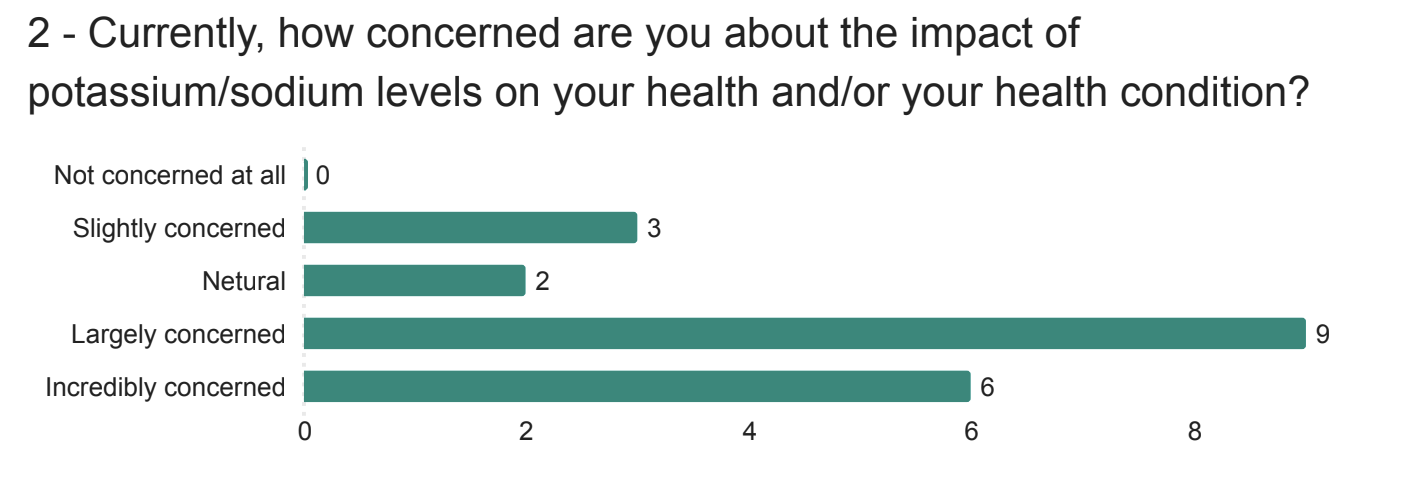 2 - Currently, how concerned are you about the impact of
potassium/sodium levels on your health and/or your health condition?
Not concerned at all 0
Slightly concerned 3
Netural 2
Largely concerned 9
Incredibly concerned 6
0 2 4 6 8